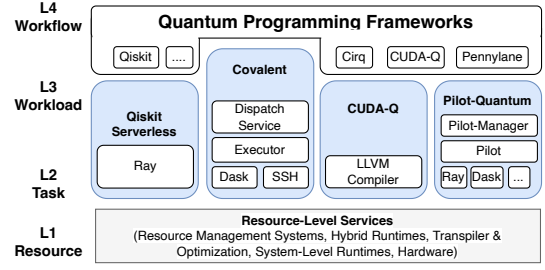 L4
Workflow
Quantum Programming Frameworks
Qiskit
....
Cirq
CUDA-Q
Pennylane
L3
Workload
Qiskit
Serverless
Ray
Covalent
Dispatch
Service
Executor
Dask
SSH
CUDA-Q
LLVM
Compiler
Pilot-Quantum
Pilot-Manager
Pilot
Ray
Dask
...
L2
Task
L1
Resource
Resource-Level Services
(Resource Management Systems, Hybrid Runtimes, Transpiler &
Optimization, System-Level Runtimes, Hardware)